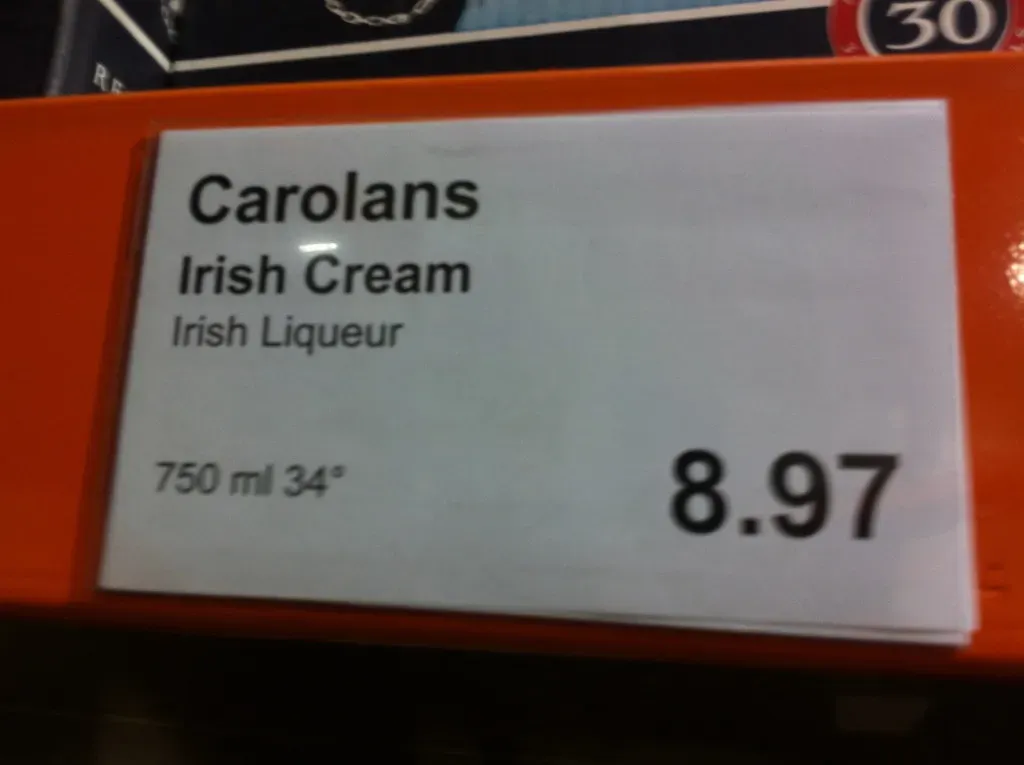 30
Carolans
Irish Cream
Irish Liqueur
750 ml 34°
8.97